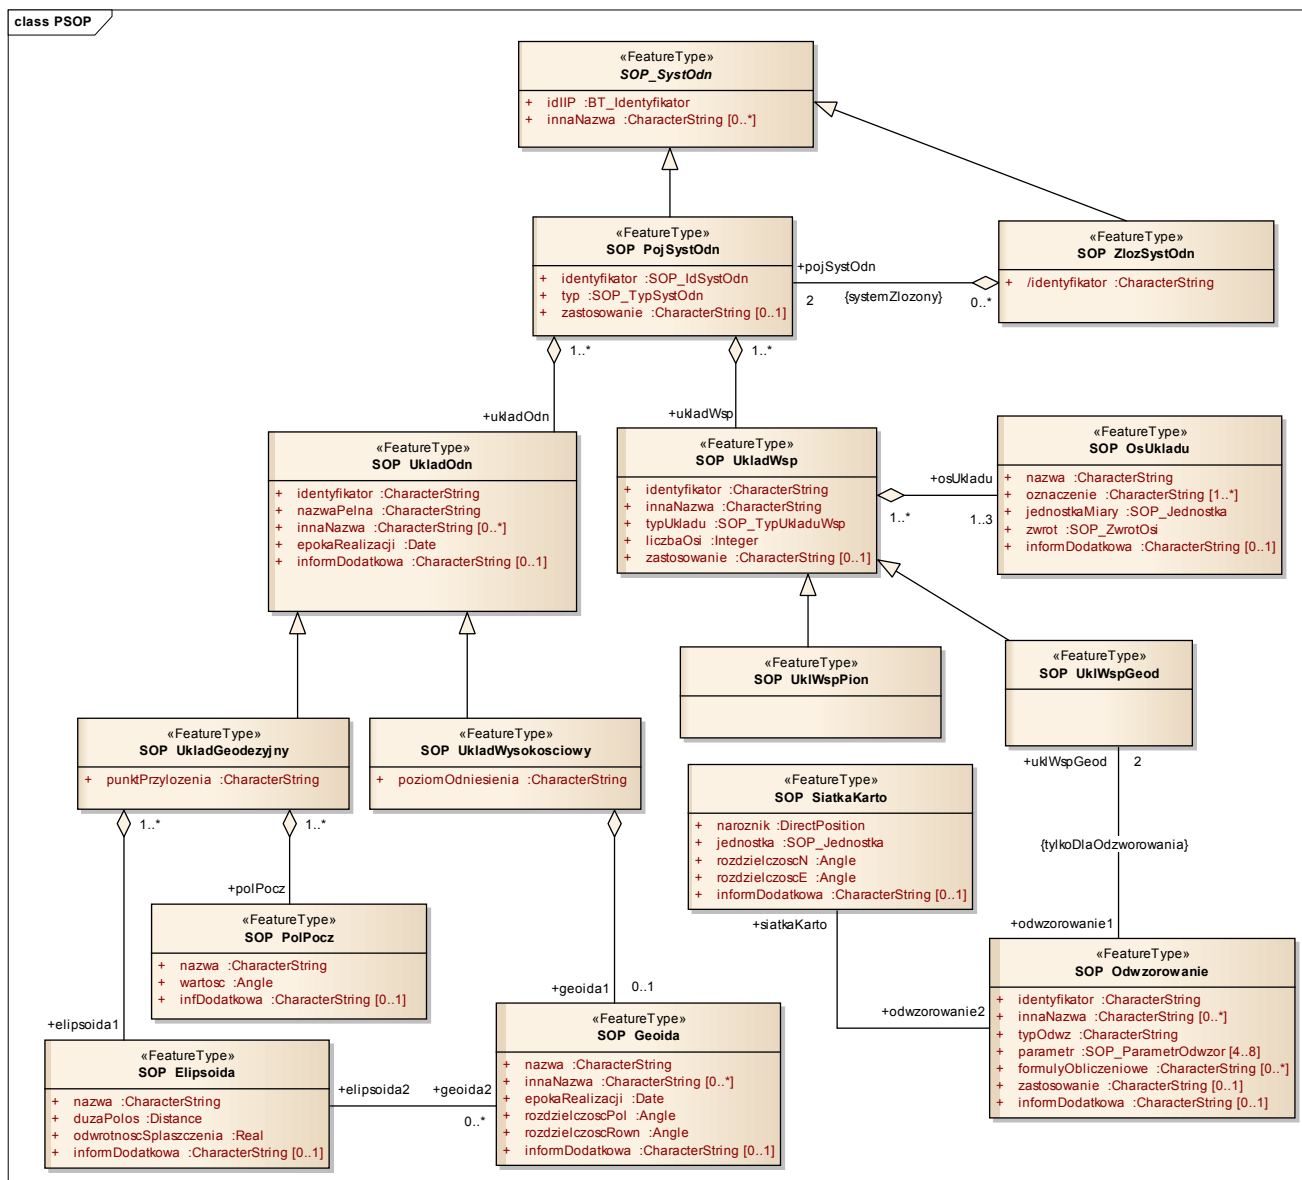 class PSOP
«FeatureType»
SOP_SystOdn
+ idIIP :BT_Identyfikator
+ innaNazwa :CharacterString [0..*]
«FeatureType»
SOP_PojSystOdn
+ identyfikator :SOP_IdSystOdn
+ typ :SOP_TypSystOdn
+ zastosowanie :CharacterString [0..1]
«FeatureType»
SOP_ZlozSystOdn
+ /identyfikator :CharacterString
+pojSystOdn
2
{systemZlozony}
0..*
1..*
1..*
+ukladOdn
+ukladWsp
«FeatureType»
SOP_UkladOdn
+ identyfikator :CharacterString
+ nazwaPelna :CharacterString
+ innaNazwa :CharacterString [0..*]
+ epokaRealizacji :Date
+ informDodatkowa :CharacterString [0..1]
«FeatureType»
SOP_UkladWsp
+ identyfikator :CharacterString
+ innaNazwa :CharacterString
+ typUkladu :SOP_TypUkladuWsp
+ liczbaOsi :Integer
+ zastosowanie :CharacterString [0..1]
+osUkladu
1..*
1..3
«FeatureType»
SOP_OsUkladu
+ nazwa :CharacterString
+ oznaczenie :CharacterString [1..*]
+ jednostkaMiary :SOP_Jednostka
+ zwrot :SOP_ZwrotOsi
+ informDodatkowa :CharacterString [0..1]
«FeatureType»
SOP_UklWspPion
«FeatureType»
SOP_UklWspGeod
+uklWspGeod
2
{tylkoDlaOdzworowania}
+odwzorowanie1
«FeatureType»
SOP_UkladGeodezyjny
+ punktPrzylozenia :CharacterString
«FeatureType»
SOP_UkladWysokosciowy
+ poziomOdniesienia :CharacterString
«FeatureType»
SOP_SiatkaKarto
+ naroznik :DirectPosition
+ jednostka :SOP_Jednostka
+ rozdzielczoscN :Angle
+ rozdzielczoscE :Angle
+ informDodatkowa :CharacterString [0..1]
+siatkaKarto
+odwzorowanie2
1..*
1..*
+polPocz
«FeatureType»
SOP_PolPocz
+ nazwa :CharacterString
+ wartosc :Angle
+ infDodatkowa :CharacterString [0..1]
+elipsoida1
+geoida1
0..1
«FeatureType»
SOP_Odwzorowanie
+ identyfikator :CharacterString
+ innaNazwa :CharacterString [0..*]
+ typOdwz :CharacterString
+ parametr :SOP_ParametrOdwzor [4..8]
+ formulyObliczeniowe :CharacterString [0..*]
+ zastosowanie :CharacterString [0..1]
+ informDodatkowa :CharacterString [0..1]
«FeatureType»
SOP_Elipsoida
+ nazwa :CharacterString
+ duzaPolos :Distance
+ odwrotnoscSplaszczenia :Real
+ informDodatkowa :CharacterString [0..1]
+elipsoida2
+geoida2
0..*
«FeatureType»
SOP_Geoida
+ nazwa :CharacterString
+ innaNazwa :CharacterString [0..*]
+ epokaRealizacji :Date
+ rozdzielczoscPol :Angle
+ rozdzielczoscRown :Angle
+ informDodatkowa :CharacterString [0..1]